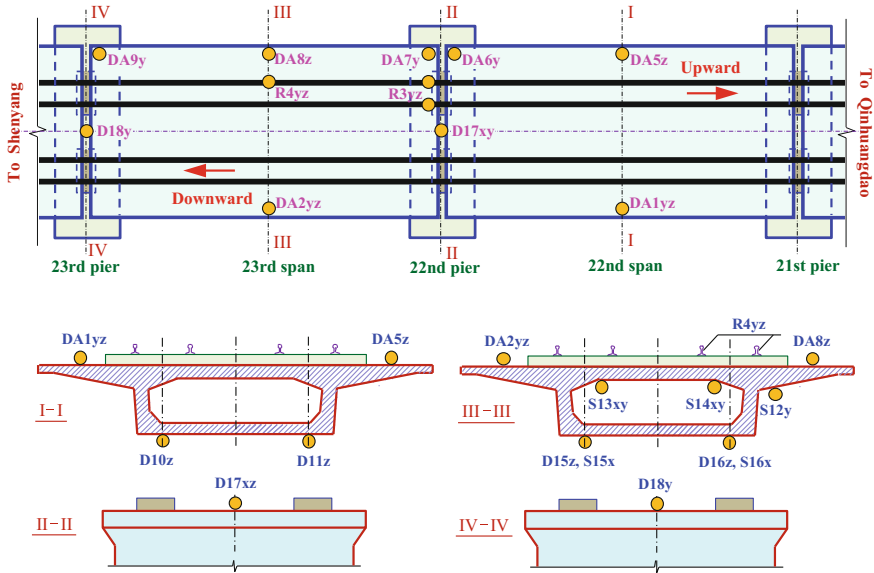 IV
III
II
I
DA9y
DA8z
DA7y
DA6y
DA5z
Upward
R4yz
R3yz
To Shenyang
D18y
D17xy
To Qinhuangdao
Downward
DA2yz
DA1yz
IV
III
II
I
23rd pier
23rd span
22nd pier
22nd span
21st pier
DA1yz
DA5z
I-I
D10z
D11z
DA2yz
R4yz
DA8z
S13xy
S14xy
S12y
III-III
D15z, S15x
D16z, S16x
D17xz
II-II
D18y
IV-IV